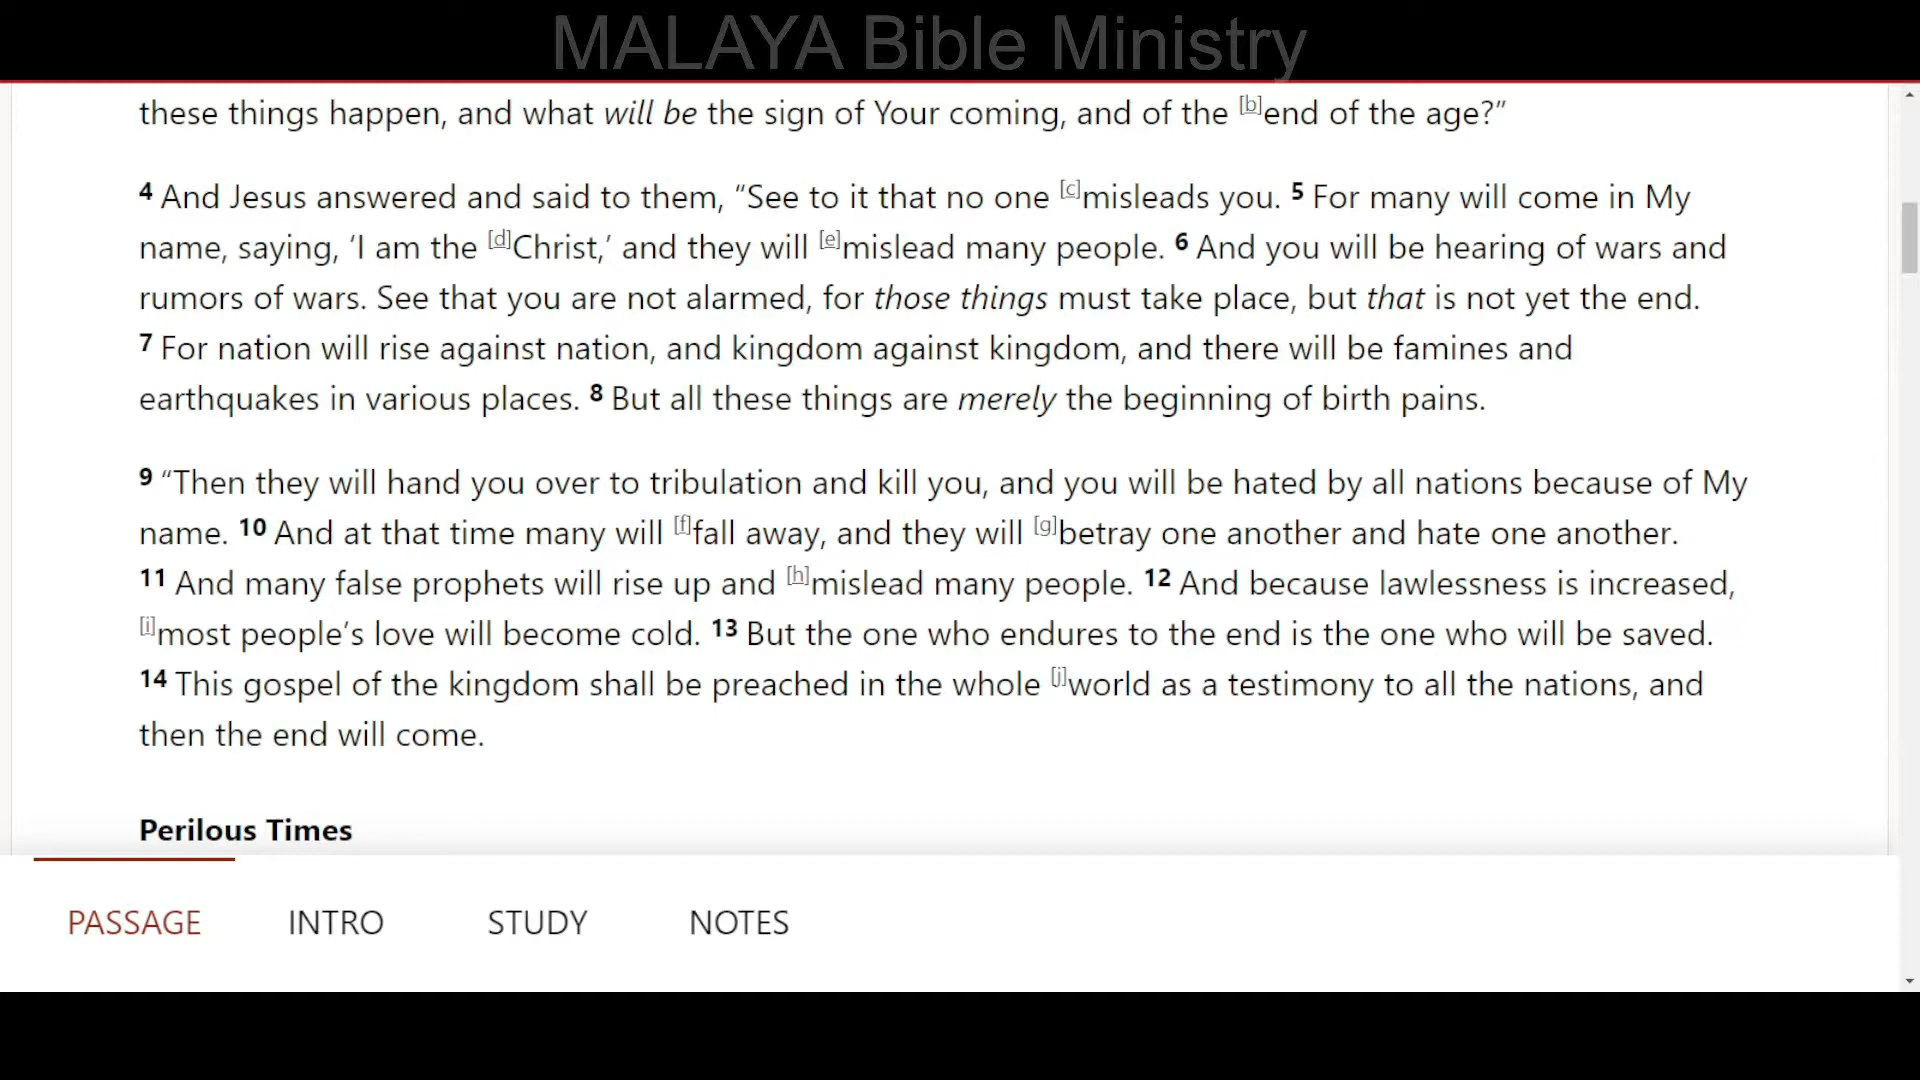 MALAYA Bible Ministry
these things happen, and what will be the sign of Your coming, and of the [b]end of the age?”
4 And Jesus answered and said to them, “See to it that no one [c]misleads you. 5 For many will come in My
name, saying, ‘I am the [d]Christ,’ and they will [e]mislead many people. 6 And you will be hearing of wars and
rumors of wars. See that you are not alarmed, for those things must take place, but that is not yet the end.
7 For nation will rise against nation, and kingdom against kingdom, and there will be famines and
earthquakes in various places. 8 But all these things are merely the beginning of birth pains.
9 “Then they will hand you over to tribulation and kill you, and you will be hated by all nations because of My
name. 10 And at that time many will [f]fall away, and they will [g]betray one another and hate one another.
11 And many false prophets will rise up and [h]mislead many people. 12 And because lawlessness is increased,
[i]most people’s love will become cold. 13 But the one who endures to the end is the one who will be saved.
14 This gospel of the kingdom shall be preached in the whole [j]world as a testimony to all the nations, and
then the end will come.
Perilous Times
PASSAGE INTRO STUDY NOTES